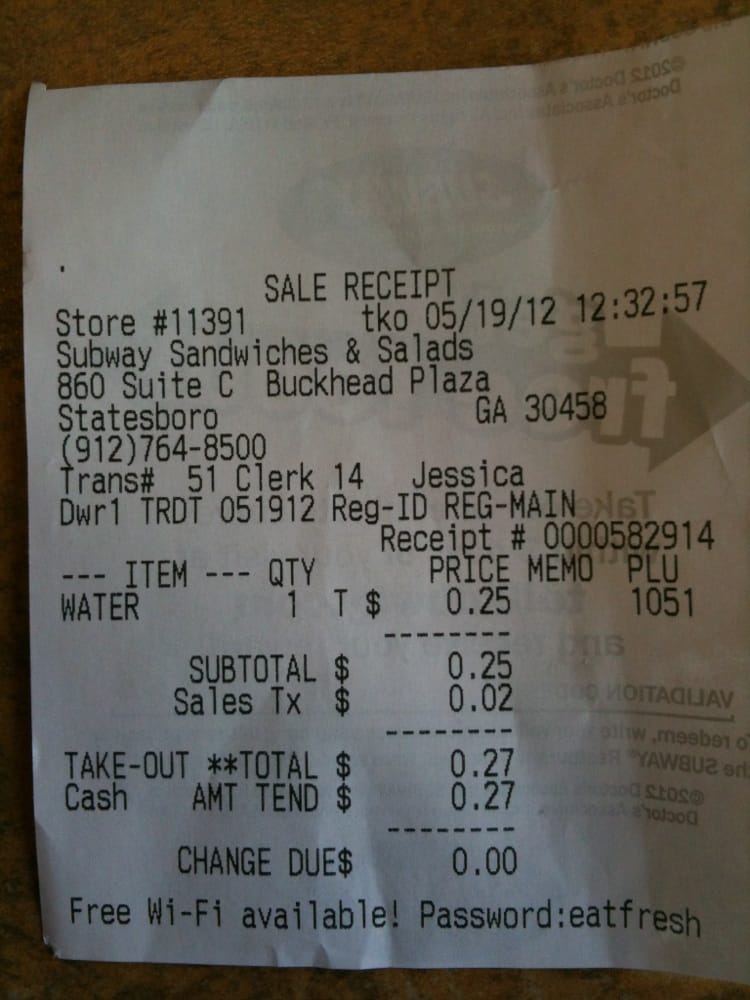 SALE RECEIPT
Store #11391 tko 05/19/12 12:32:57
Subway Sandwiches & Salads
860 Suite C Buckhead Plaza
Statesboro GA 30458
(912)764-8500
Trans# 51 Clerk 14 Jessica
Dwr1 TRDT 051912 Reg-ID REG-MAIN
Receipt # 0000582914
--- ITEM --- QTY PRICE MEMO PLU
WATER 1 T $ 0.25 1051
--------
SUBTOTAL $ 0.25
Sales Tx $ 0.02
--------
TAKE-OUT **TOTAL $ 0.27
Cash AMT TEND $ 0.27
--------
CHANGE DUE$ 0.00
Free Wi-Fi available! Password:eatfresh